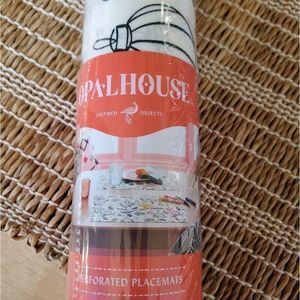 OPALHOUSE
INSPIRED OBJECTS
PERFORATED PLACEMATS